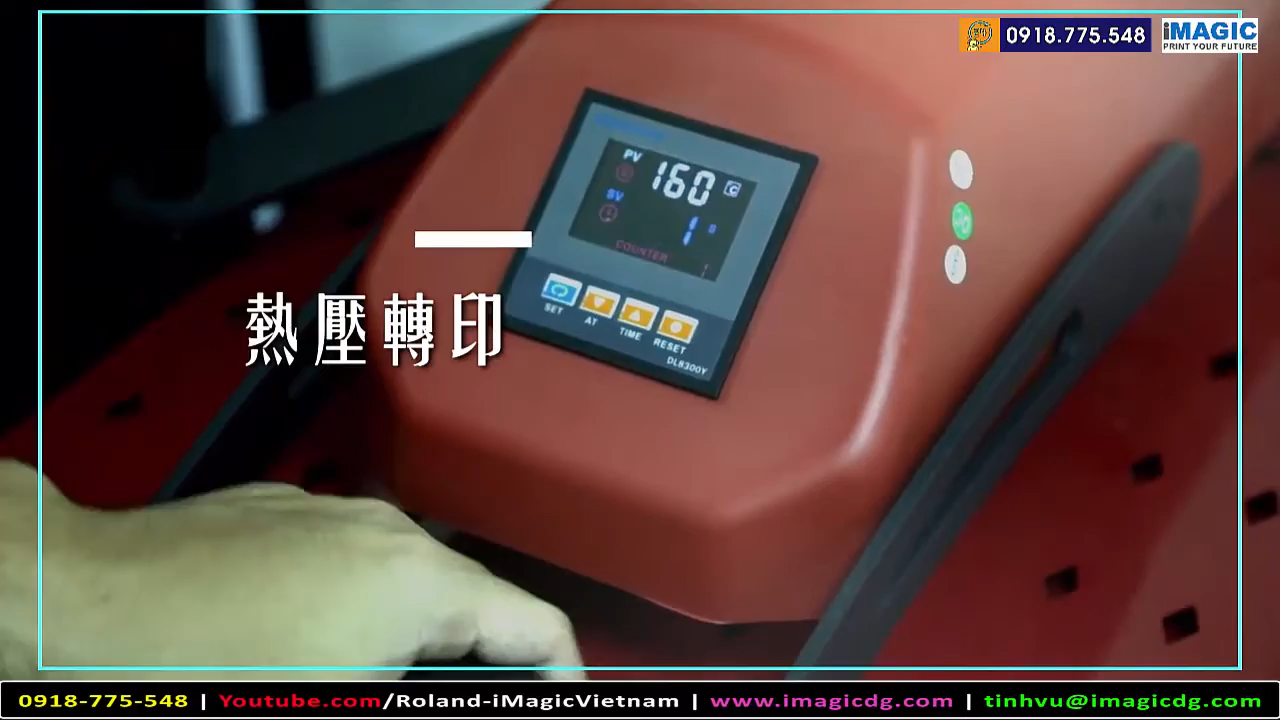 0918.775.548
iMAGIC
PRINT YOUR FUTURE
PV
160
C
SV
1 s
COUNTER
1
SET
AT
TIME
RESET
DL8300Y
熱壓轉印
0918-775-548 | Youtube.com/Roland-iMagicVietnam | www.imagicdg.com | tinhvu@imagicdg.com